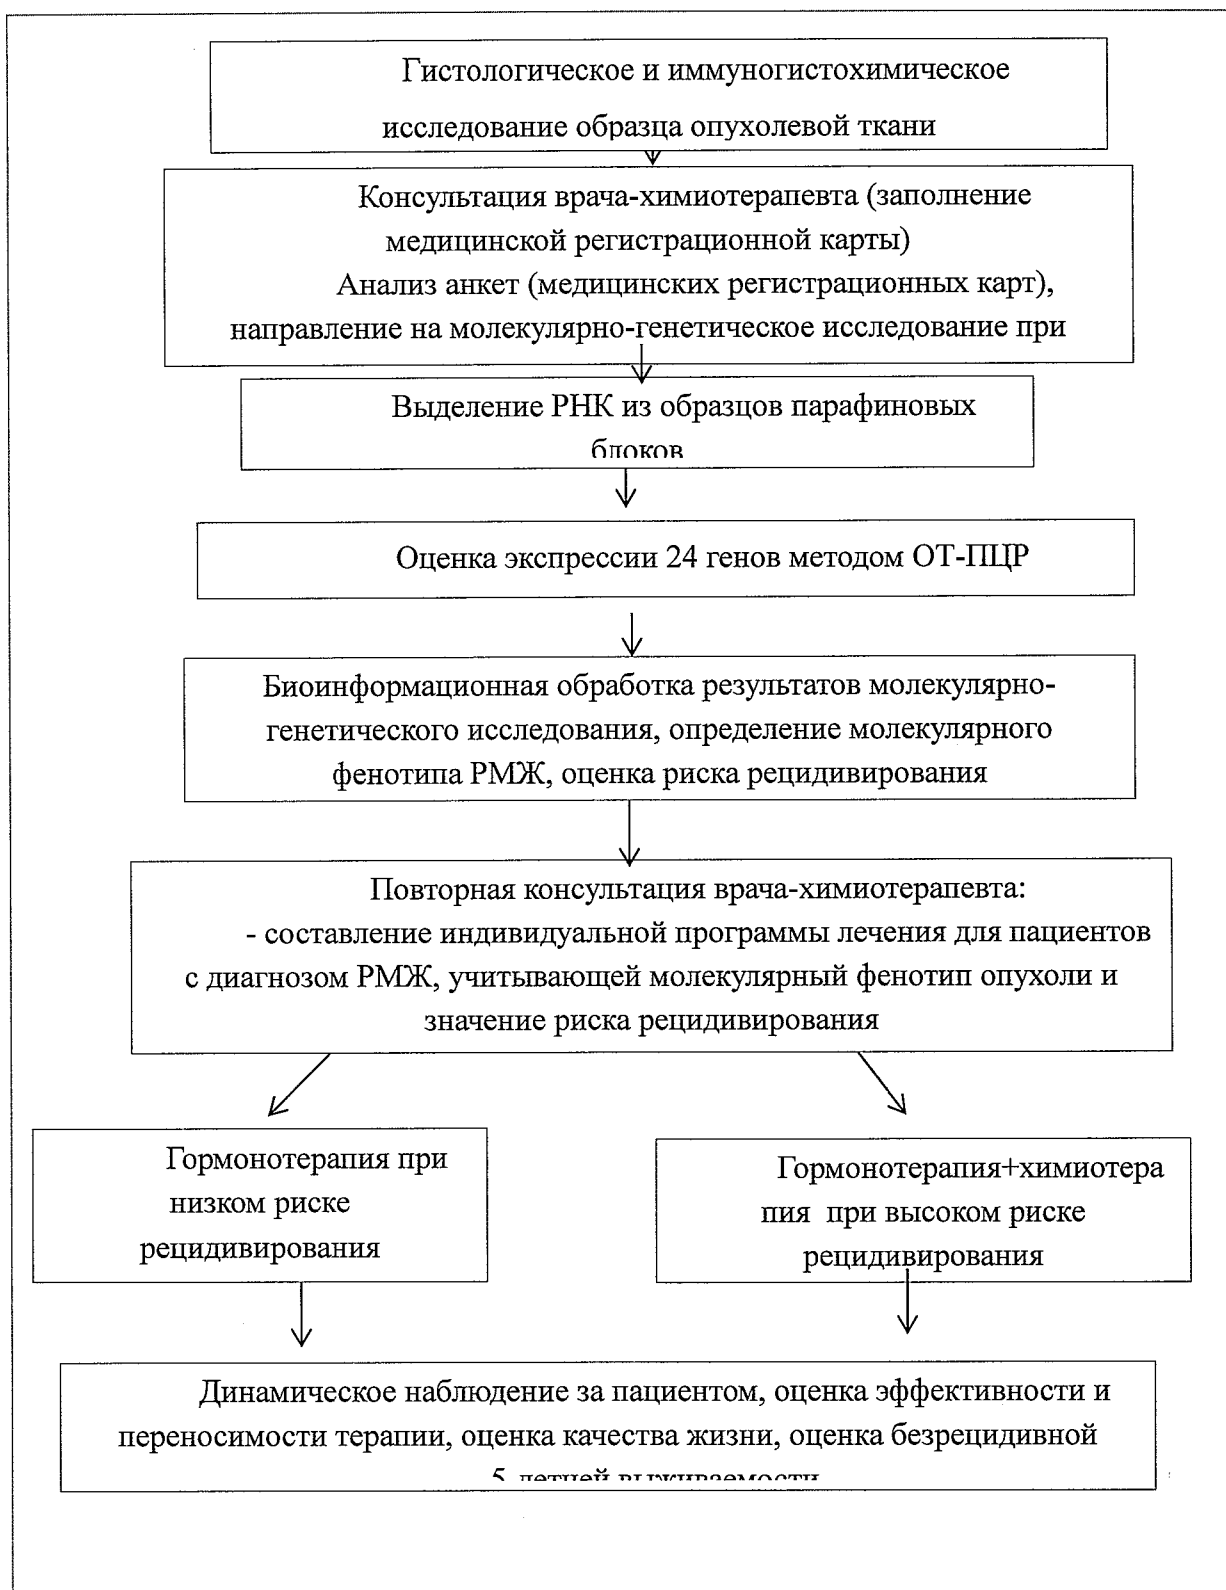 Гистологическое и иммуногистохимическое
исследование образца опухолевой ткани
Консультация врача-химиотерапевта (заполнение
медицинской регистрационной карты)
Анализ анкет (медицинских регистрационных карт),
направление на молекулярно-генетическое исследование при
Выделение РНК из образцов парафиновых
блоков
Оценка экспрессии 24 генов методом ОТ-ПЦР
Биоинформационная обработка результатов молекулярно-
генетического исследования, определение молекулярного
фенотипа РМЖ, оценка риска рецидивирования
Повторная консультация врача-химиотерапевта:
- составление индивидуальной программы лечения для пациентов
с диагнозом РМЖ, учитывающей молекулярный фенотип опухоли и
значение риска рецидивирования
Гормонотерапия при
низком риске
рецидивирования
Гормонотерапия+химиотера
пия при высоком риске
рецидивирования
Динамическое наблюдение за пациентом, оценка эффективности и
переносимости терапии, оценка качества жизни, оценка безрецидивной
5-летней выживаемости